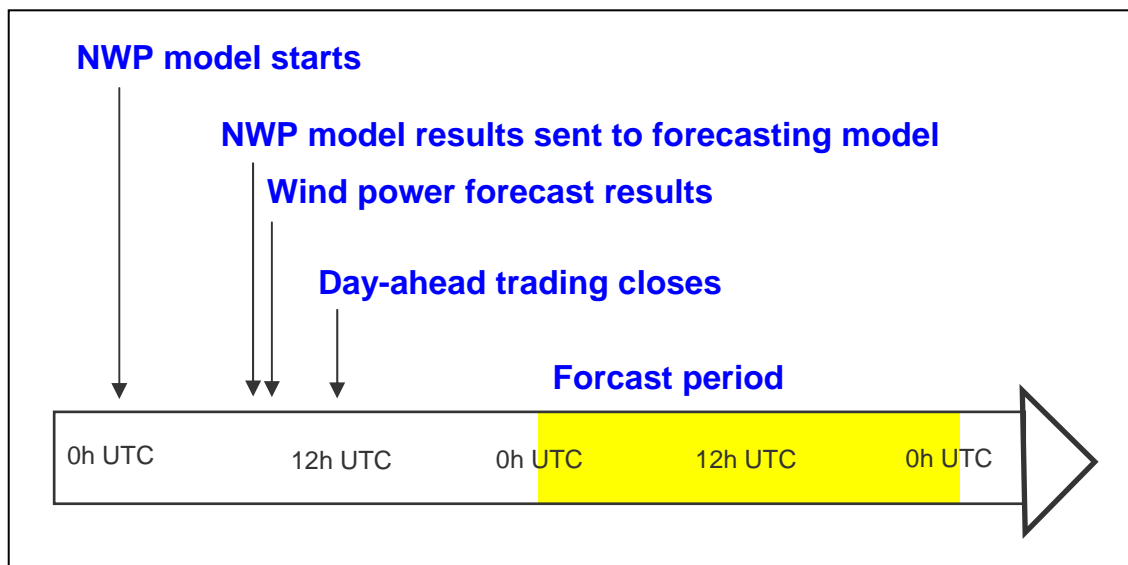 NWP model starts
NWP model results sent to forecasting model
Wind power forecast results
Day-ahead trading closes
Forcast period
0h UTC
12h UTC
0h UTC
12h UTC
0h UTC